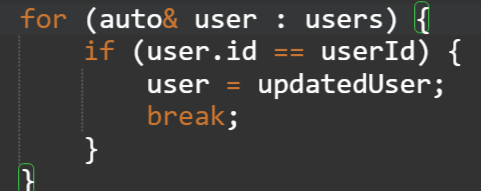 for (auto& user : users) {
    if (user.id == userId) {
        user = updatedUser;
        break;
    }
}